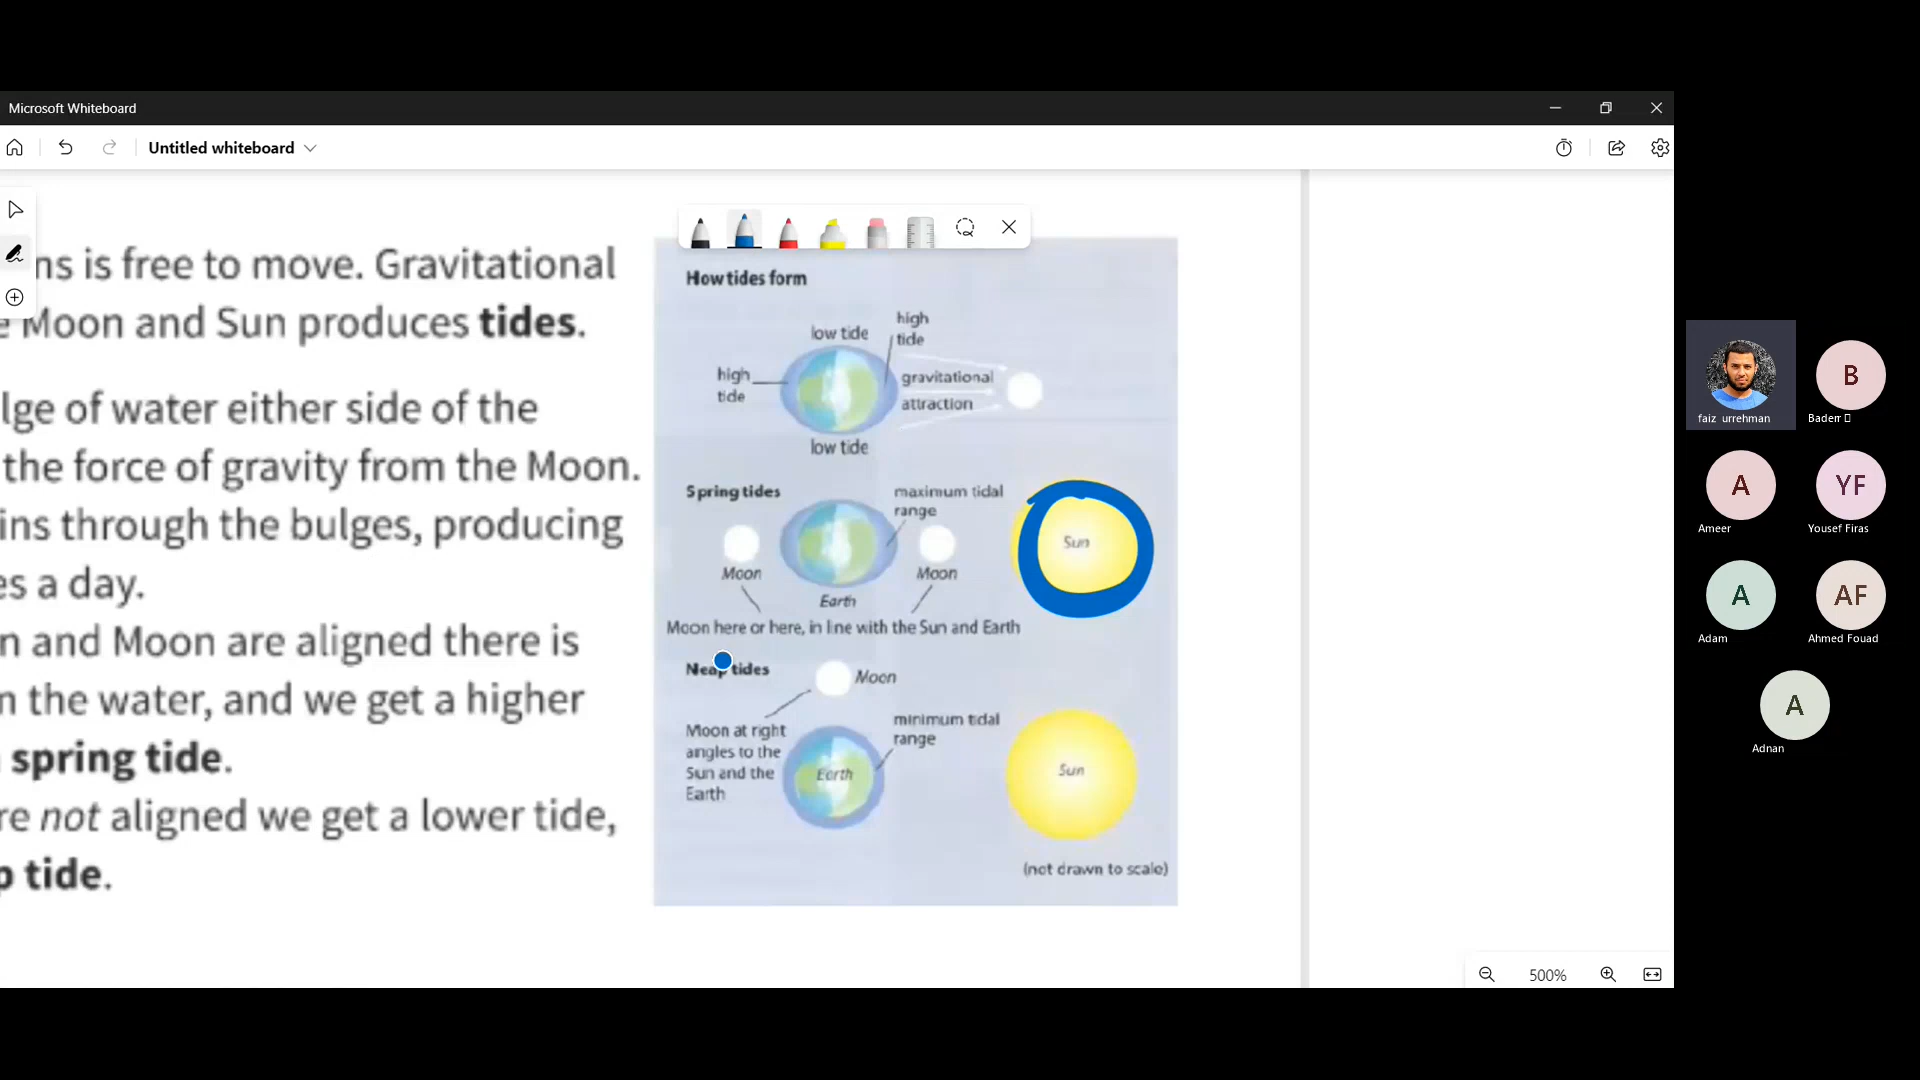 Microsoft Whiteboard
Untitled whiteboard
ns is free to move. Gravitational
e Moon and Sun produces tides.
lge of water either side of the
the force of gravity from the Moon.
ins through the bulges, producing
es a day.
n and Moon are aligned there is
n the water, and we get a higher
spring tide.
re not aligned we get a lower tide,
p tide.
How tides form
low tide
high
tide
high
tide
gravitational
attraction
low tide
Spring tides
maximum tidal
range
Sun
Moon
Moon
Earth
Moon here or here, in line with the Sun and Earth
Neap tides
Moon
Moon at right
angles to the
Sun and the
Earth
minimum tidal
range
Earth
Sun
(not drawn to scale)
500%
faiz urrehman
B
Baderr
A
Ameer
YF
Yousef Firas
A
Adam
AF
Ahmed Fouad
A
Adnan